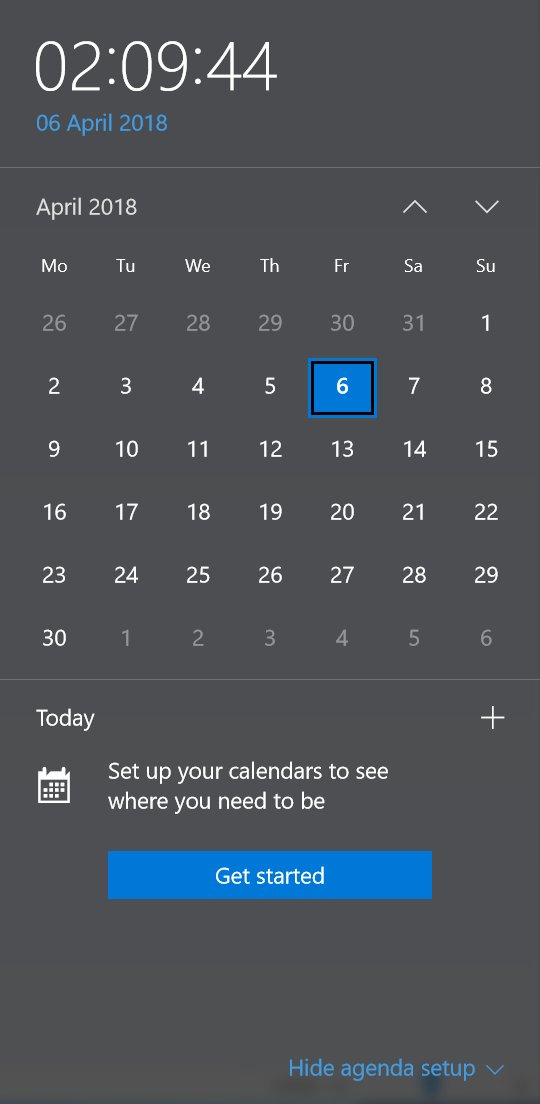 02:09:44
06 April 2018
April 2018
Mo Tu We Th Fr Sa Su
26 27 28 29 30 31 1
2 3 4 5 6 7 8
9 10 11 12 13 14 15
16 17 18 19 20 21 22
23 24 25 26 27 28 29
30 1 2 3 4 5 6
Today
Set up your calendars to see
where you need to be
Get started
Hide agenda setup